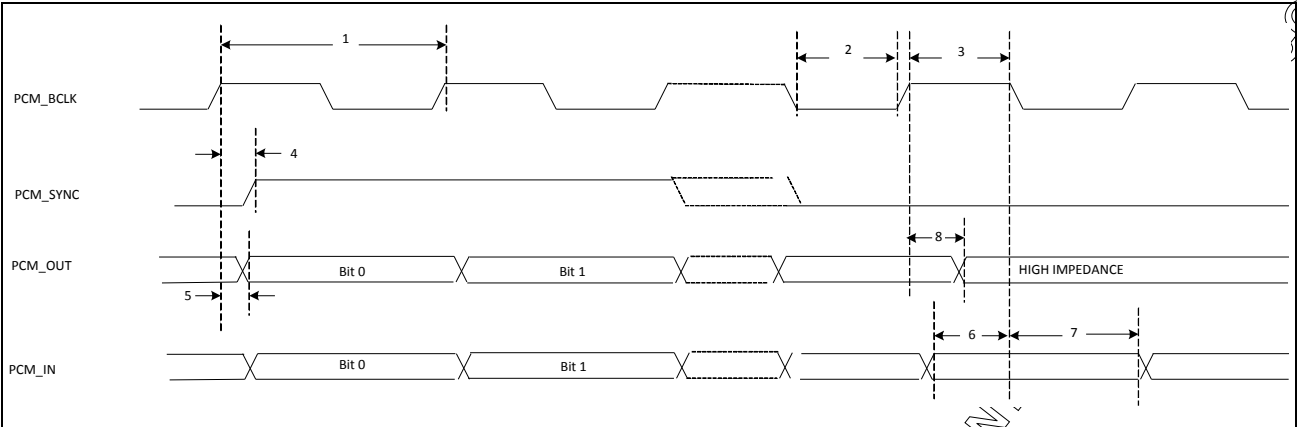 1
2
3
PCM_BCLK
4
PCM_SYNC
8
PCM_OUT
Bit 0
Bit 1
HIGH IMPEDANCE
5
6
7
PCM_IN
Bit 0
Bit 1